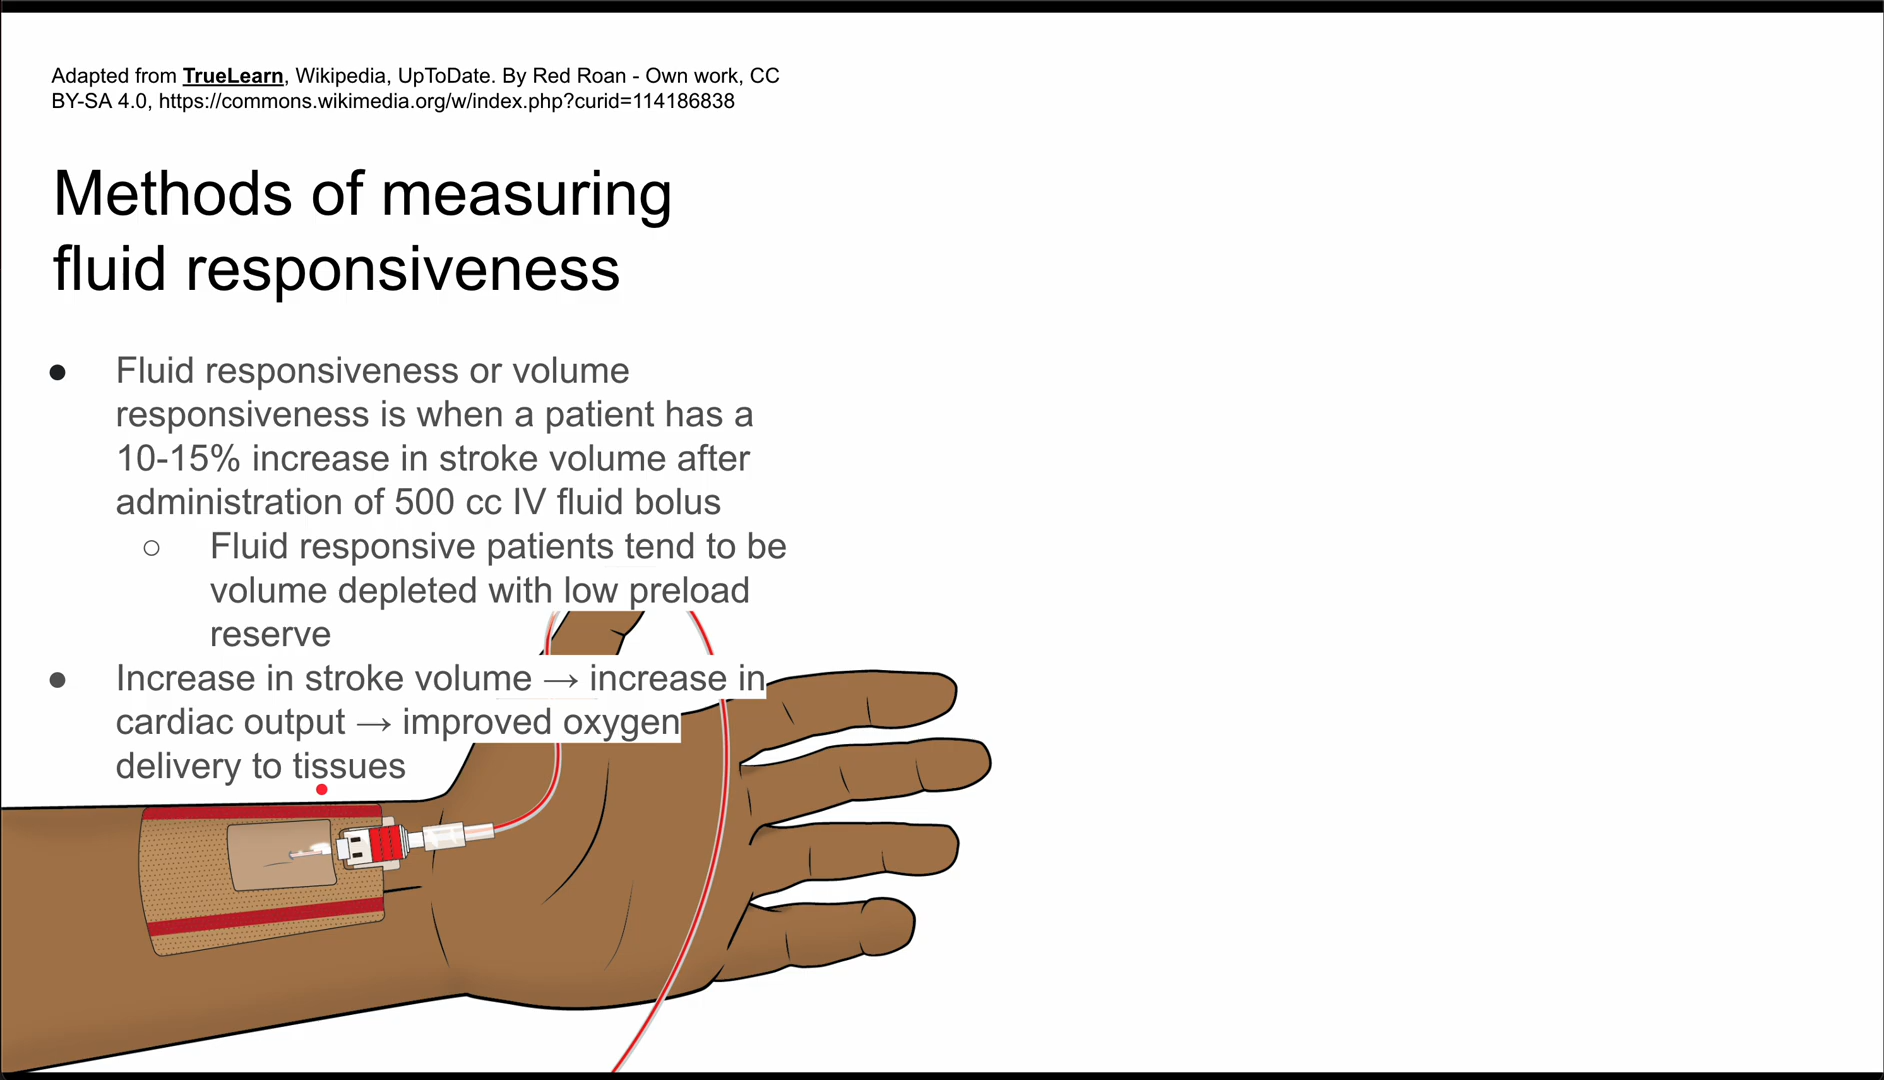 Adapted from TrueLearn, Wikipedia, UpToDate. By Red Roan - Own work, CC
BY-SA 4.0, https://commons.wikimedia.org/w/index.php?curid=114186838
Methods of measuring
fluid responsiveness
● Fluid responsiveness or volume
responsiveness is when a patient has a
10-15% increase in stroke volume after
administration of 500 cc IV fluid bolus
○ Fluid responsive patients tend to be
volume depleted with low preload
reserve
● Increase in stroke volume → increase in
cardiac output → improved oxygen
delivery to tissues